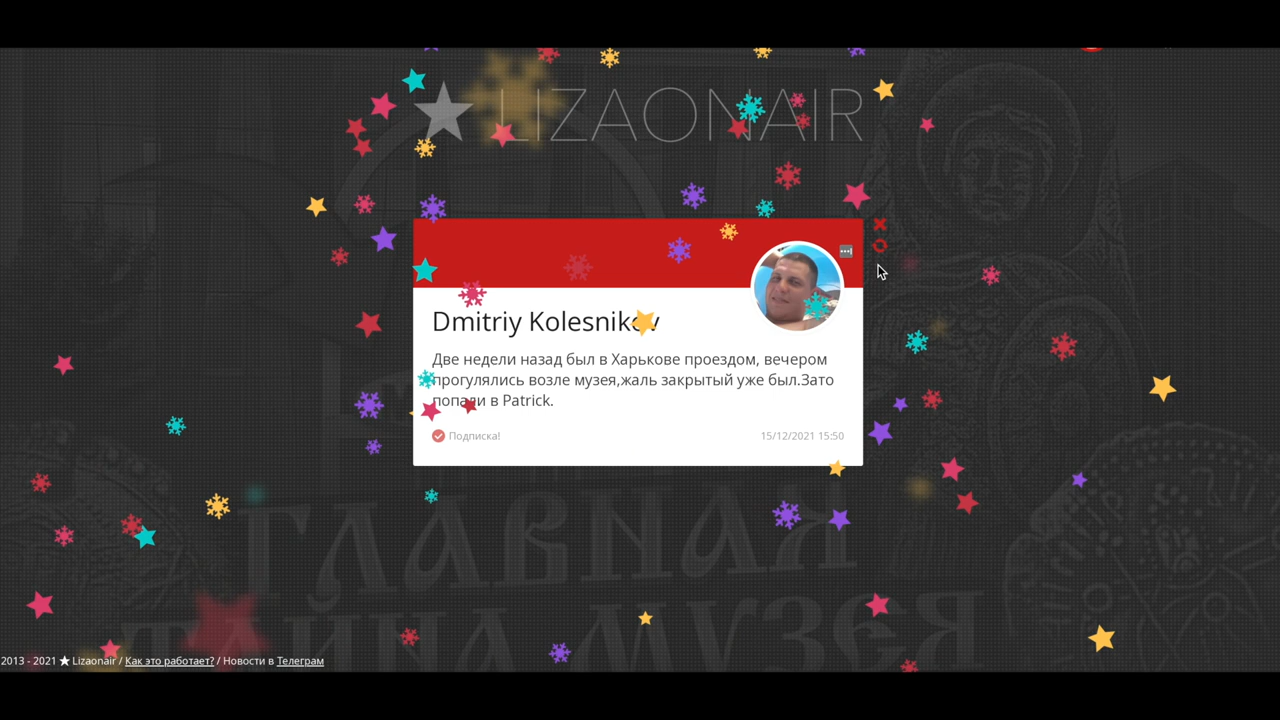 LIZAONAIR
Dmitriy Kolesnikov
Две недели назад был в Харькове проездом, вечером
прогулялись возле музея,жаль закрытый уже был.Зато
попали в Patrick.
Подписка!
15/12/2021 15:50
ГЛАВНАЯ
ТАЙНА МУЗЕЯ
2013 - 2021 Lizaonair / Как это работает? / Новости в Телеграм